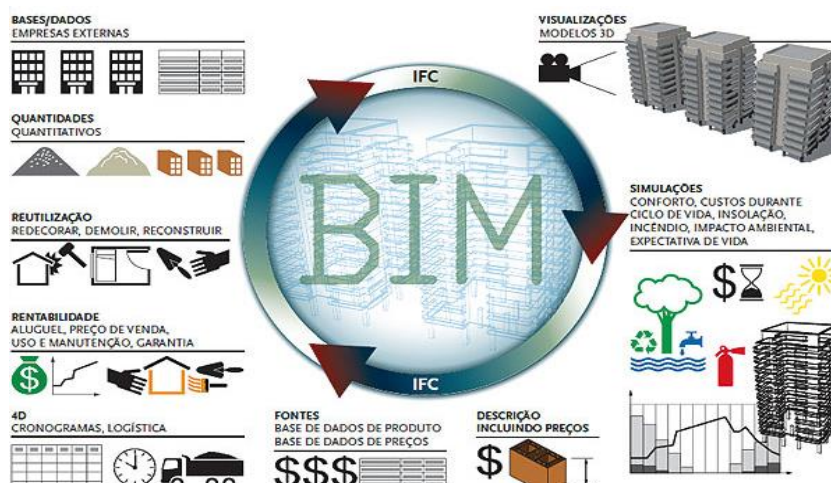 BASES/DADOS
EMPRESAS EXTERNAS
QUANTIDADES
QUANTITATIVOS
REUTILIZAÇÃO
REDECORAR, DEMOLIR, RECONSTRUIR
RENTABILIDADE
ALUGUEL, PREÇO DE VENDA,
USO E MANUTENÇÃO, GARANTIA
$
4D
CRONOGRAMAS, LOGÍSTICA
IFC
BIM
IFC
FONTES
BASE DE DADOS DE PRODUTO
BASE DE DADOS DE PREÇOS
$$$
DESCRIÇÃO
INCLUINDO PREÇOS
$
VISUALIZAÇÕES
MODELOS 3D
SIMULAÇÕES
CONFORTO, CUSTOS DURANTE
CICLO DE VIDA, INSOLAÇÃO,
INCÊNDIO, IMPACTO AMBIENTAL,
EXPECTATIVA DE VIDA
$